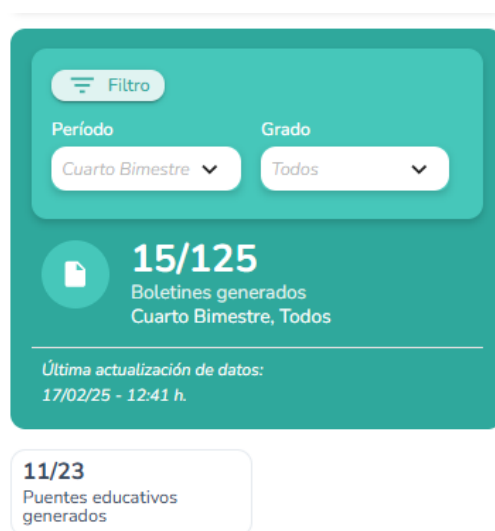 Filtro
Período
Grado
Cuarto Bimestre
Todos
15/125
Boletines generados
Cuarto Bimestre, Todos
Última actualización de datos:
17/02/25 - 12:41 h.
11/23
Puentes educativos
generados